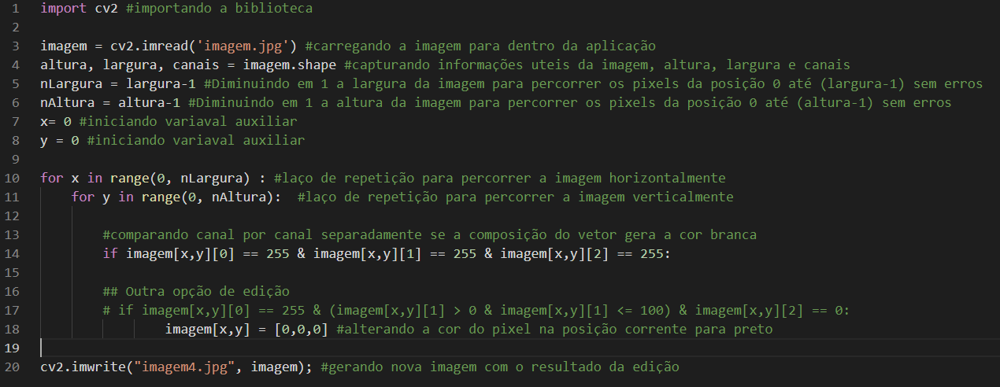 1 import cv2 #importando a biblioteca
2
3 imagem = cv2.imread('imagem.jpg') #carregando a imagem para dentro da aplicação
4 altura, largura, canais = imagem.shape #capturando informações uteis da imagem, altura, largura e canais
5 nLargura = largura-1 #Diminuindo em 1 a largura da imagem para percorrer os pixels da posição 0 até (largura-1) sem erros
6 nAltura = altura-1 #Diminuindo em 1 a altura da imagem para percorrer os pixels da posição 0 até (altura-1) sem erros
7 x= 0 #iniciando variaval auxiliar
8 y = 0 #iniciando variaval auxiliar
9
10 for x in range(0, nLargura) : #laço de repetição para percorrer a imagem horizontalmente
11     for y in range(0, nAltura):  #laço de repetição para percorrer a imagem verticalmente
12
13         #comparando canal por canal separadamente se a composição do vetor gera a cor branca
14         if imagem[x,y][0] == 255 & imagem[x,y][1] == 255 & imagem[x,y][2] == 255:
15
16         ## Outra opção de edição
17         # if imagem[x,y][0] == 255 & (imagem[x,y][1] > 0 & imagem[x,y][1] <= 100) & imagem[x,y][2] == 0:
18                 imagem[x,y] = [0,0,0] #alterando a cor do pixel na posição corrente para preto
19
20 cv2.imwrite("imagem4.jpg", imagem); #gerando nova imagem com o resultado da edição